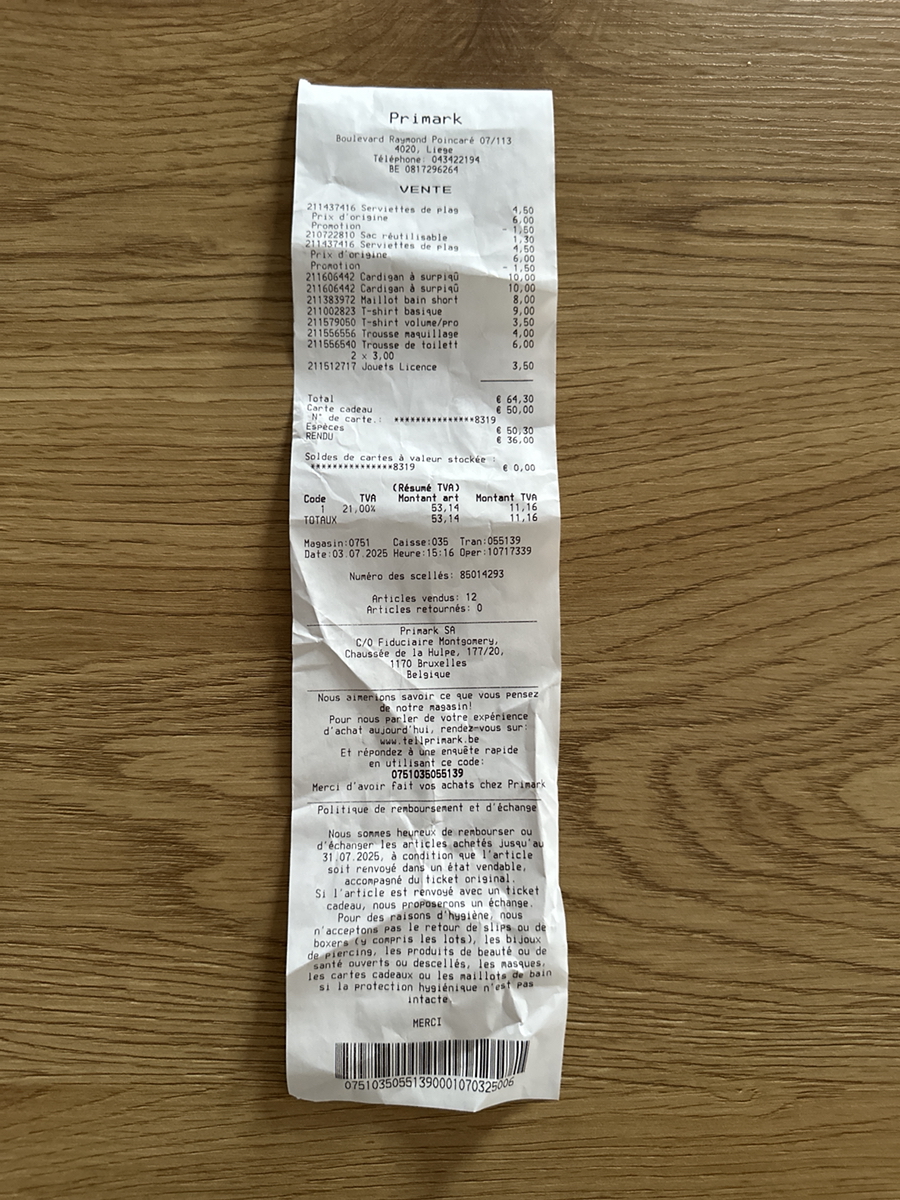 Primark
Boulevard Raymond Poincaré 07/113
4020, Liege
Téléphone: 043422194
BE 0817296264
VENTE
211437416 Serviettes de plag 4,50
Prix d'origine 6,00
Promotion - 1,50
210722810 Sac réutilisable 1,30
211437416 Serviettes de plag 4,50
Prix d'origine 6,00
Promotion - 1,50
211606442 Cardigan à surpiqû 10,00
211606442 Cardigan à surpiqû 10,00
211383972 Maillot bain short 8,00
211002823 T-shirt basique 9,00
211579050 T-shirt volume/pro 3,50
211556556 Trousse maquillage 4,00
211556540 Trousse de toilett 6,00
2 x 3,00
211512717 Jouets Licence 3,50
Total € 64,30
Carte cadeau € 50,00
N° de carte.: **************8319
Espèces € 50,30
RENDU € 36,00
Soldes de cartes à valeur stockée :
***************8319 € 0,00
(Résumé TVA)
Code TVA Montant art Montant TVA
1 21,00% 53,14 11,16
TOTAUX 53,14 11,16
Magasin:0751 Caisse:035 Tran:055139
Date:03.07.2025 Heure:15:16 Oper:10717339
Numéro des scellés: 85014293
Articles vendus: 12
Articles retournés: 0
Primark SA
C/O Fiduciaire Montgomery,
Chaussée de la Hulpe, 177/20,
1170 Bruxelles
Belgique
Nous aimerions savoir ce que vous pensez
de notre magasin!
Pour nous parler de votre expérience
d'achat aujourd'hui, rendez-vous sur:
www.tellprimark.be
Et répondez à une enquête rapide
en utilisant ce code:
0751035055139
Merci d'avoir fait vos achats chez Primark
Politique de remboursement et d'échange
Nous sommes heureux de rembourser ou
d'échanger les articles achetés jusqu'au
31.07.2025, à condition que l'article
soit renvoyé dans un état vendable,
accompagné du ticket original.
Si l'article est renvoyé avec un ticket
cadeau, nous proposerons un échange.
Pour des raisons d'hygiène, nous
n'acceptons pas le retour de slips ou de
boxers (y compris les lots), les bijoux
de piercing, les produits de beauté ou de
santé ouverts ou descellés, les masques,
les cartes cadeaux ou les maillots de bain
si la protection hygiénique n'est pas
intacte.
MERCI
0751035055139000107032​5006